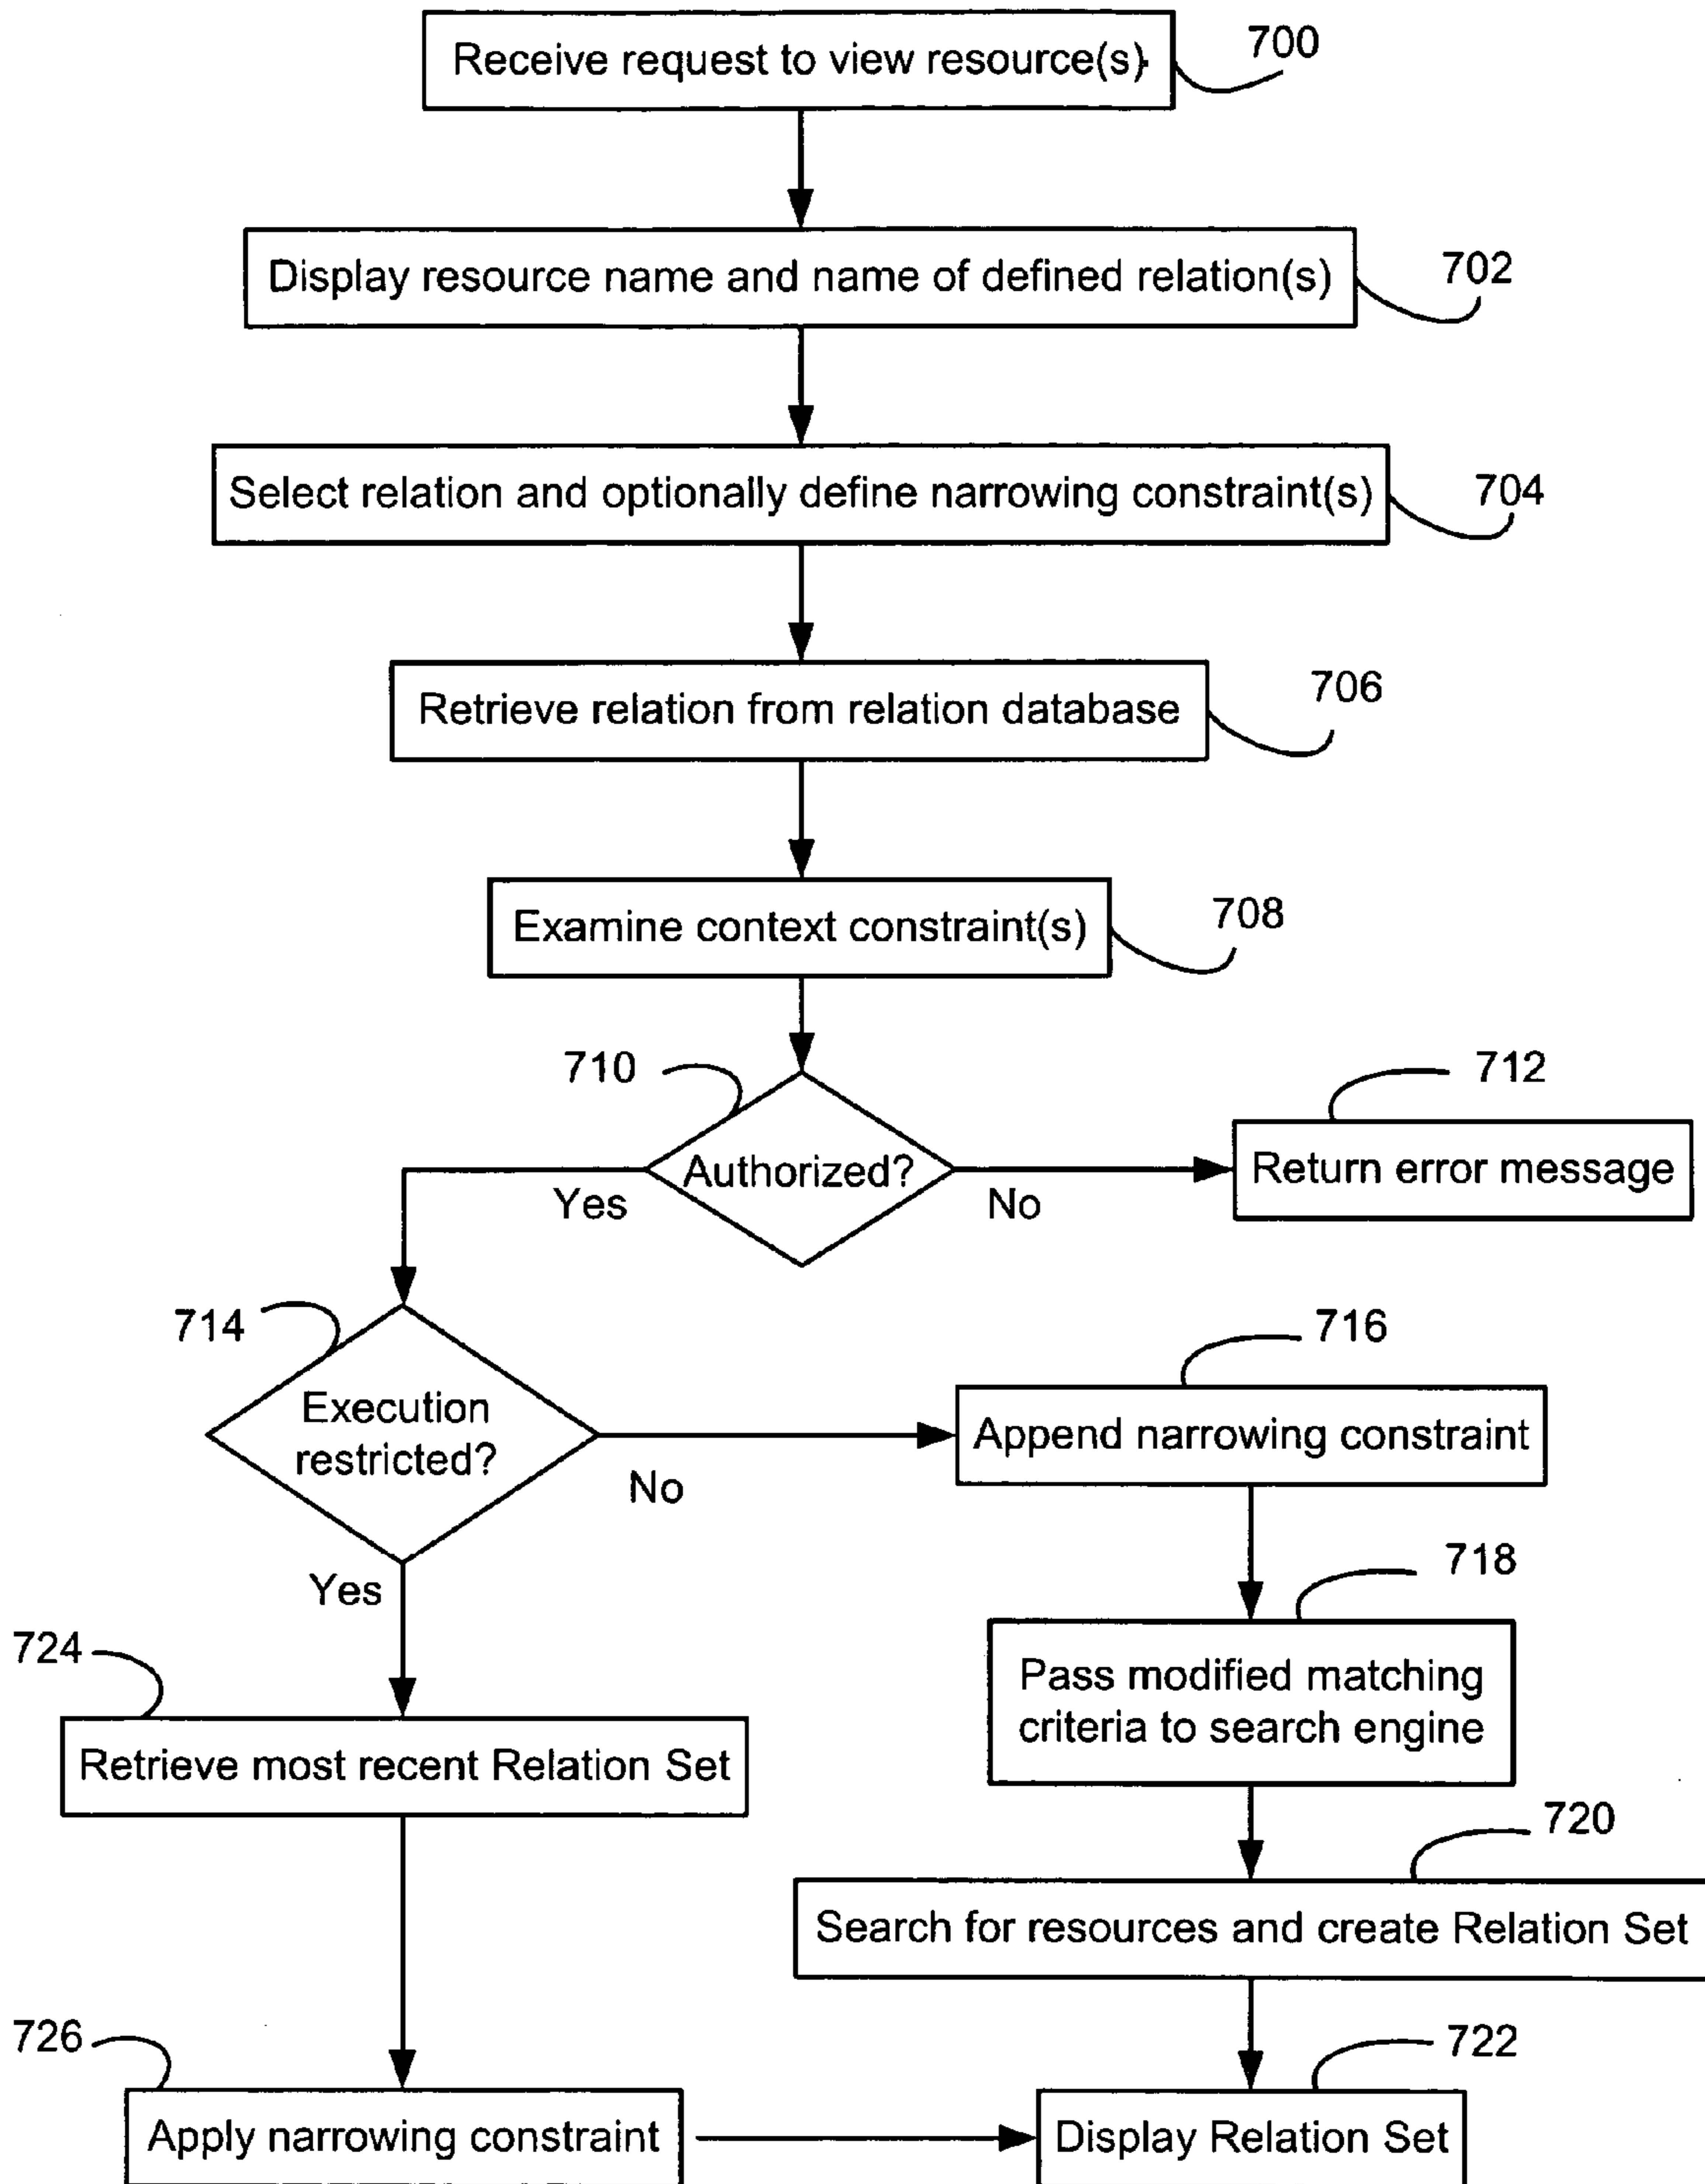 Receive request to view resource(s)
700
Display resource name and name of defined relation(s)
702
Select relation and optionally define narrowing constraint(s)
704
Retrieve relation from relation database
706
Examine context constraint(s)
708
710
Authorized?
Yes
No
712
Return error message
714
Execution
restricted?
No
Yes
716
Append narrowing constraint
718
Pass modified matching
criteria to search engine
720
Search for resources and create Relation Set
724
Retrieve most recent Relation Set
726
Apply narrowing constraint
722
Display Relation Set